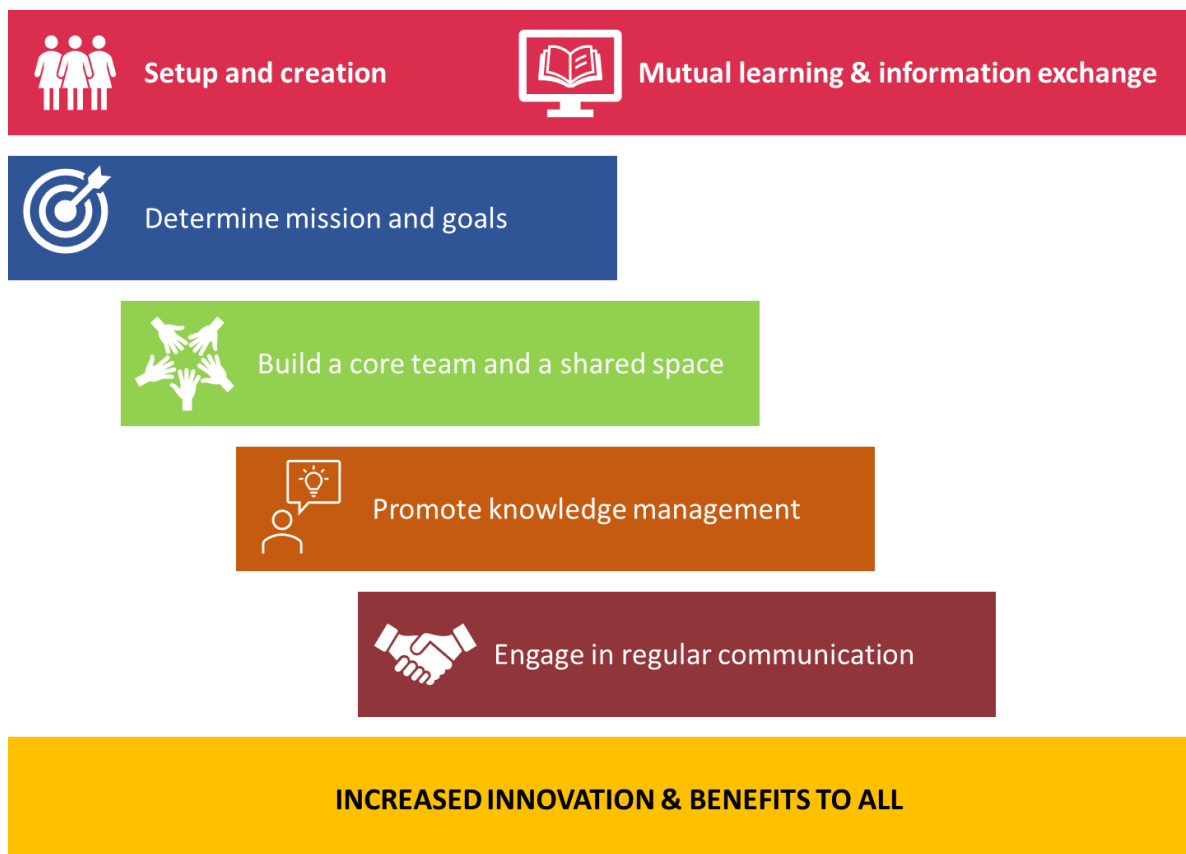 Setup and creation
Mutual learning & information exchange
Determine mission and goals
Build a core team and a shared space
Promote knowledge management
Engage in regular communication
INCREASED INNOVATION & BENEFITS TO ALL